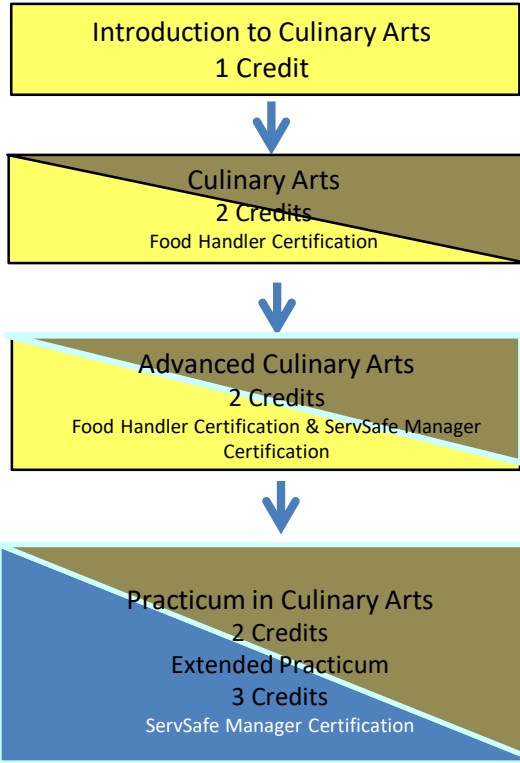 Introduction to Culinary Arts
1 Credit
Culinary Arts
2 Credits
Food Handler Certification
Advanced Culinary Arts
2 Credits
Food Handler Certification & ServSafe Manager
Certification
Practicum in Culinary Arts
2 Credits
Extended Practicum
3 Credits
ServSafe Manager Certification